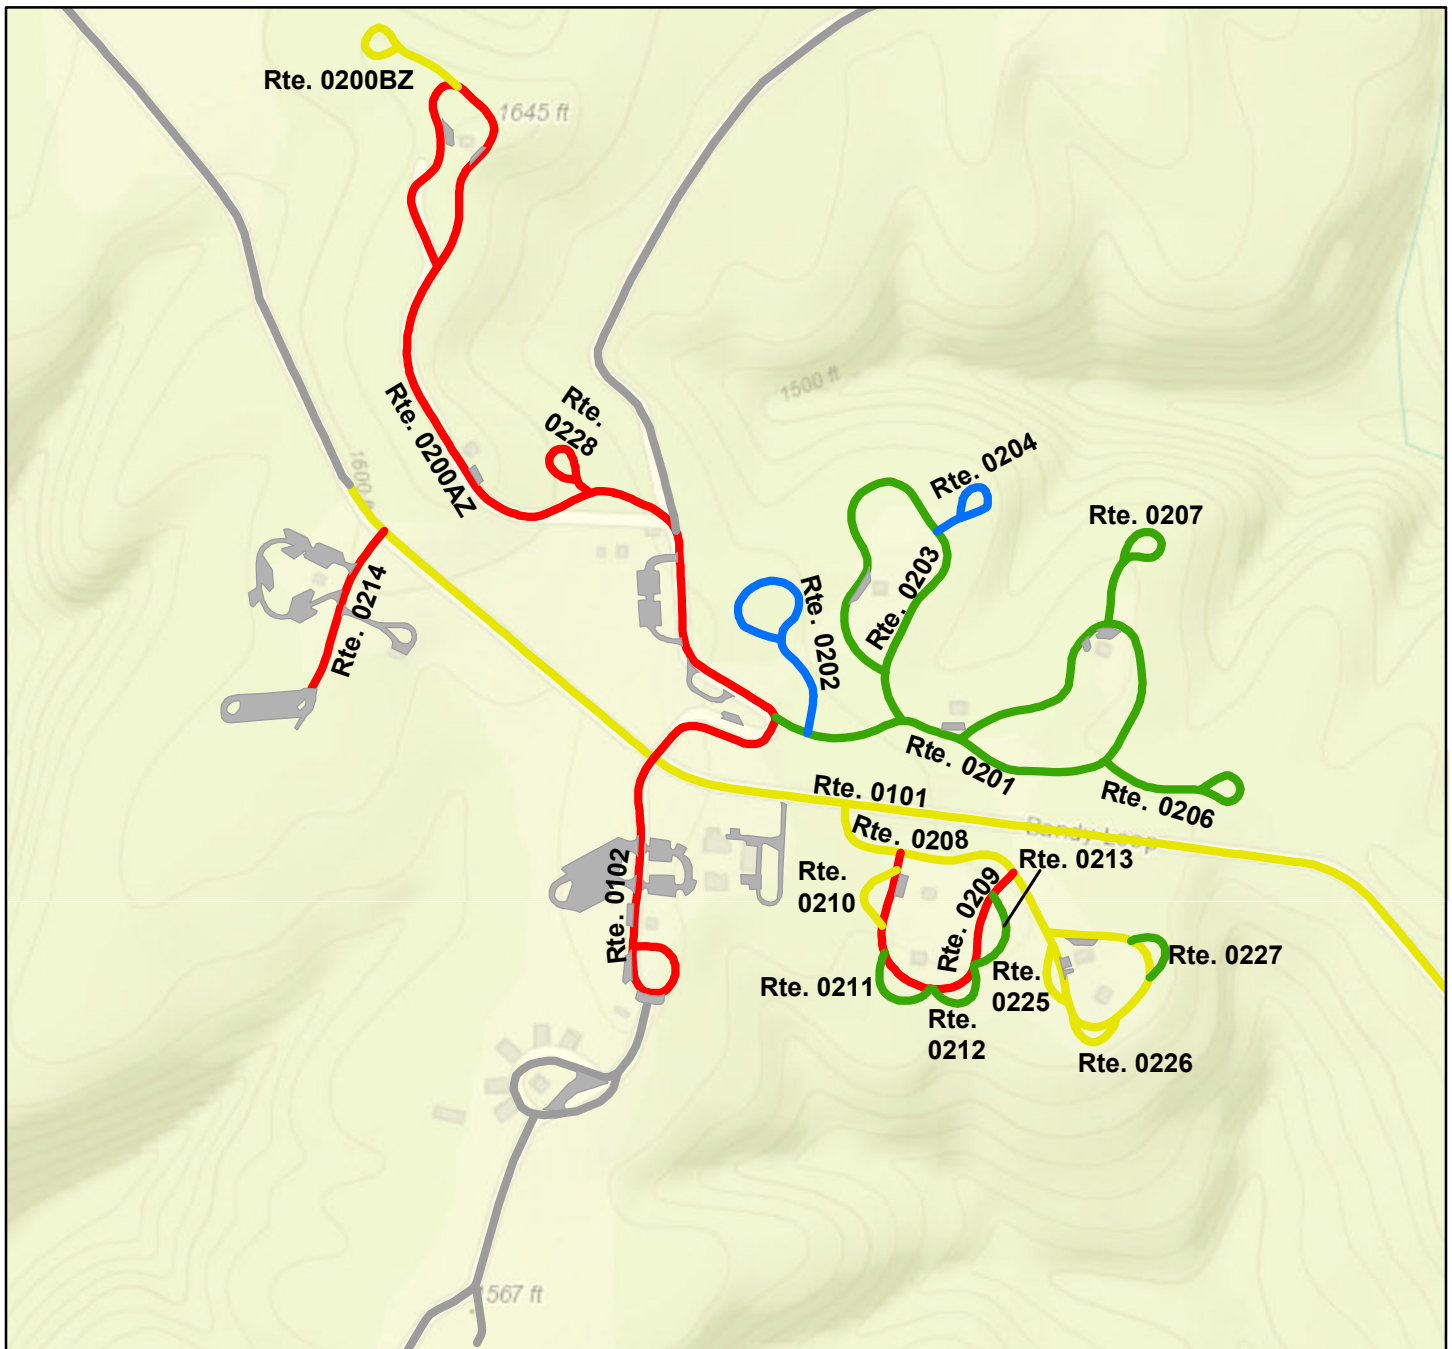 Rte. 0200BZ
1645 ft
1500 ft
Rte. 0200AZ
Rte.
0228
Rte. 0204
1600 ft
Rte. 0207
Rte. 0203
Rte. 0214
Rte. 0202
Rte. 0201
Rte. 0101
Rte. 0206
Bandy Loop
Rte. 0208
Rte. 0213
Rte.
0210
Rte. 0209
Rte. 0102
Rte. 0227
Rte. 0211
Rte.
0225
Rte.
0212
Rte. 0226
1567 ft